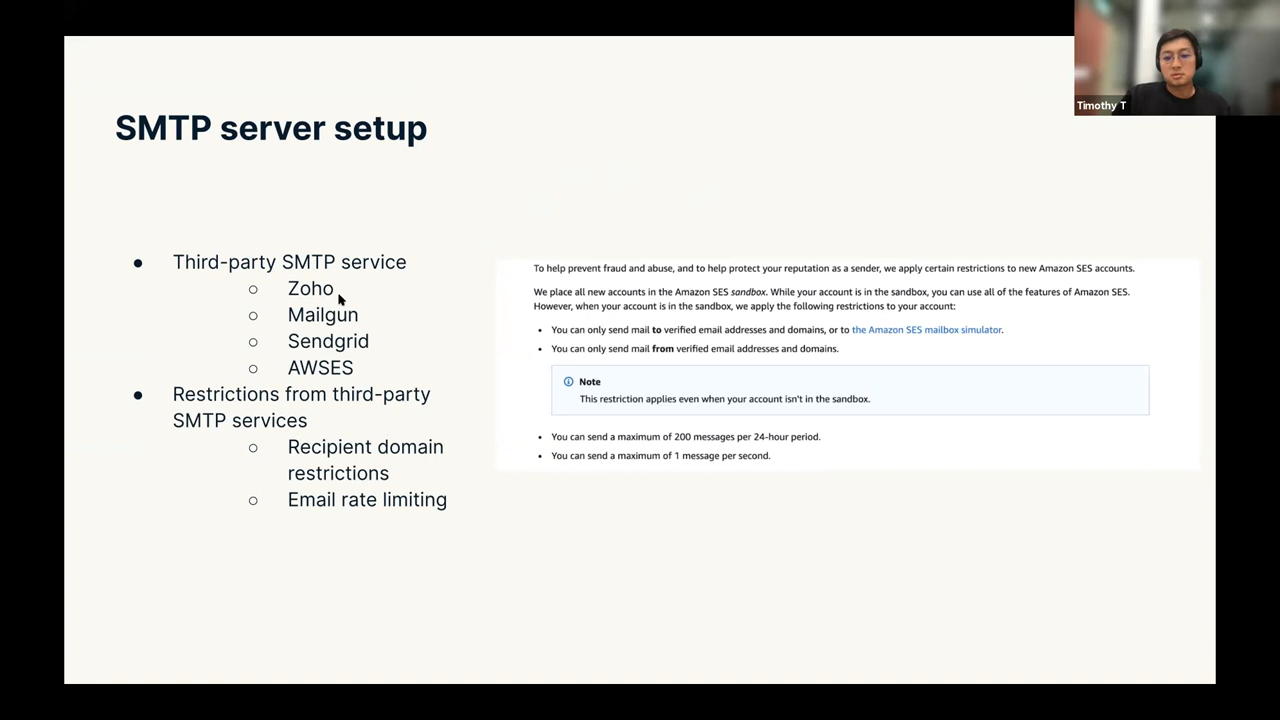 Timothy T
SMTP server setup
● Third-party SMTP service
○ Zoho
○ Mailgun
○ Sendgrid
○ AWSES
● Restrictions from third-party
SMTP services
○ Recipient domain
restrictions
○ Email rate limiting
To help prevent fraud and abuse, and to help protect your reputation as a sender, we apply certain restrictions to new Amazon SES accounts.
We place all new accounts in the Amazon SES sandbox. While your account is in the sandbox, you can use all of the features of Amazon SES.
However, when your account is in the sandbox, we apply the following restrictions to your account:
• You can only send mail to verified email addresses and domains, or to the Amazon SES mailbox simulator.
• You can only send mail from verified email addresses and domains.
Note
This restriction applies even when your account isn't in the sandbox.
• You can send a maximum of 200 messages per 24-hour period.
• You can send a maximum of 1 message per second.